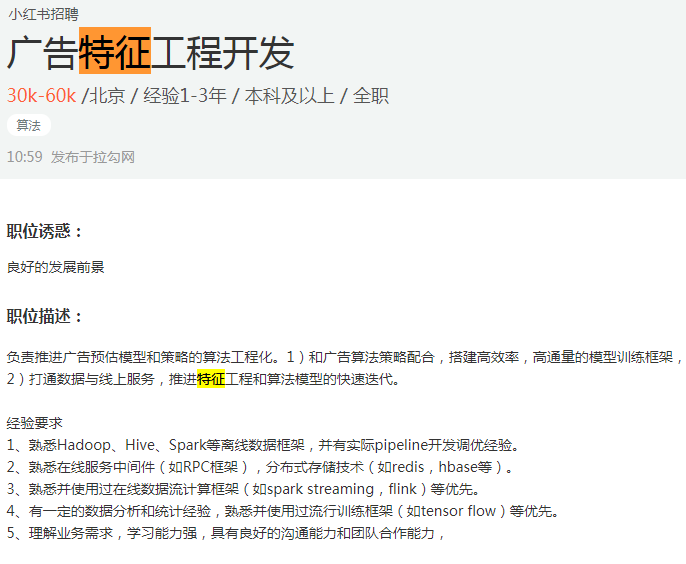 小红书招聘
广告特征工程开发
30k-60k /北京 / 经验1-3年 / 本科及以上 / 全职
算法
10:59 发布于拉勾网
职位诱惑：
良好的发展前景
职位描述：
负责推进广告预估模型和策略的算法工程化。1）和广告算法策略配合，搭建高效率，高通量的模型训练框架，
2）打通数据与线上服务，推进特征工程和算法模型的快速迭代。
经验要求
1、熟悉Hadoop、Hive、Spark等离线数据框架，并有实际pipeline开发调优经验。
2、熟悉在线服务中间件（如RPC框架），分布式存储技术（如redis，hbase等）。
3、熟悉并使用过在线数据流计算框架（如spark streaming，flink）等优先。
4、有一定的数据分析和统计经验，熟悉并使用过流行训练框架（如tensor flow）等优先。
5、理解业务需求，学习能力强，具有良好的沟通能力和团队合作能力，